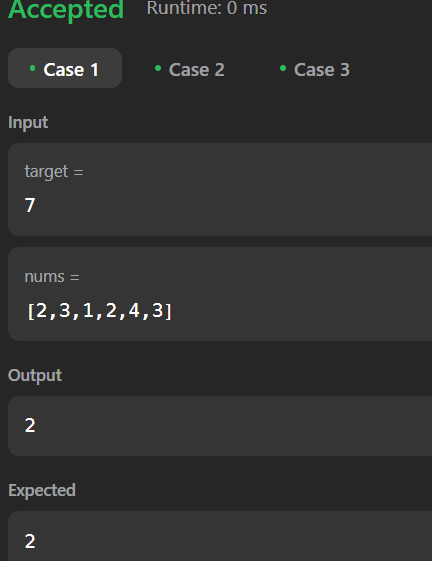 Accepted Runtime: 0 ms
• Case 1 • Case 2 • Case 3
Input
target =
7
nums =
[2,3,1,2,4,3]
Output
2
Expected
2